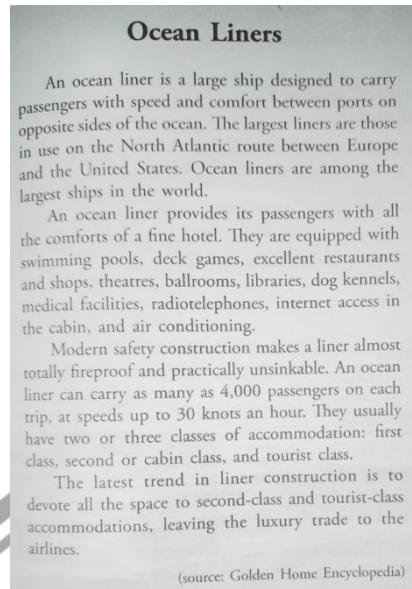 Ocean Liners
An ocean liner is a large ship designed to carry
passengers with speed and comfort between ports on
opposite sides of the ocean. The largest liners are those
in use on the North Atlantic route between Europe
and the United States. Ocean liners are among the
largest ships in the world.
An ocean liner provides its passengers with all
the comforts of a fine hotel. They are equipped with
swimming pools, deck games, excellent restaurants
and shops, theatres, ballrooms, libraries, dog kennels,
medical facilities, radiotelephones, internet access in
the cabin, and air conditioning.
Modern safety construction makes a liner almost
totally fireproof and practically unsinkable. An ocean
liner can carry as many as 4,000 passengers on each
trip, at speeds up to 30 knots an hour. They usually
have two or three classes of accommodation: first
class, second or cabin class, and tourist class.
The latest trend in liner construction is to
devote all the space to second-class and tourist-class
accommodations, leaving the luxury trade to the
airlines.
(source: Golden Home Encyclopedia)